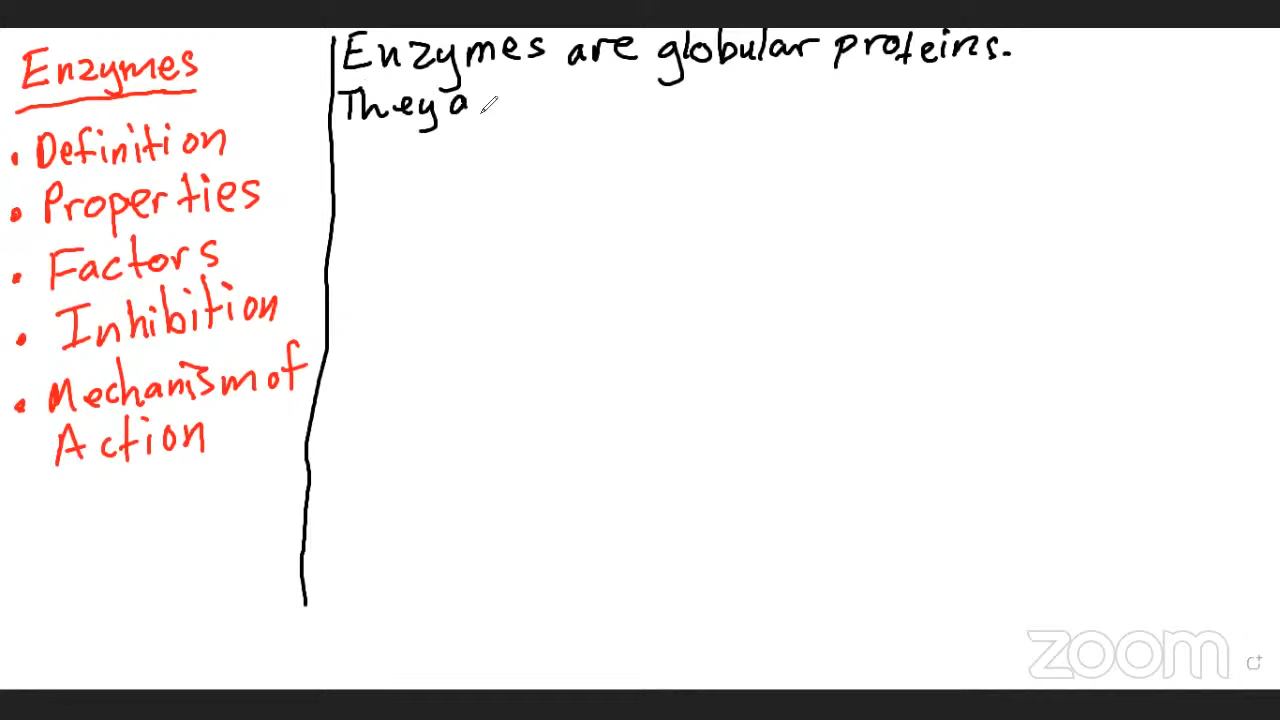 Enzymes
• Definition
• Properties
• Factors
• Inhibition
• Mechanism of
Action
Enzymes are globular proteins.
They a
zoom